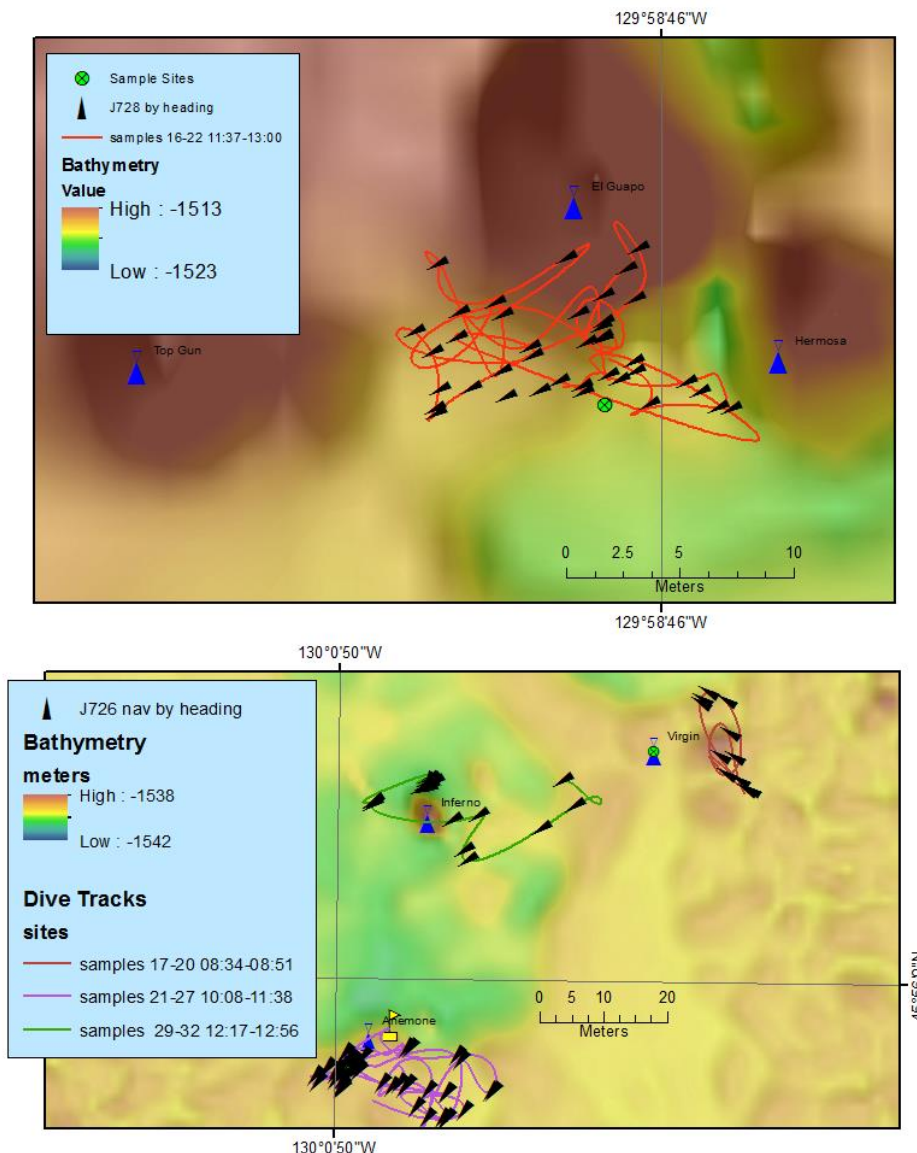 129°58'46"W
Sample Sites
J728 by heading
samples 16-22 11:37-13:00
Bathymetry
Value
High : -1513
Low : -1523
El Guapo
Top Gun
Hermosa
0 2.5 5 10
Meters
129°58'46"W
130°0'50"W
J726 nav by heading
Bathymetry
meters
High : -1538
Low : -1542
Dive Tracks
sites
samples 17-20 08:34-08:51
samples 21-27 10:08-11:38
samples 29-32 12:17-12:56
Virgin
Inferno
0 5 10 20
Meters
Anemone
130°0'50"W